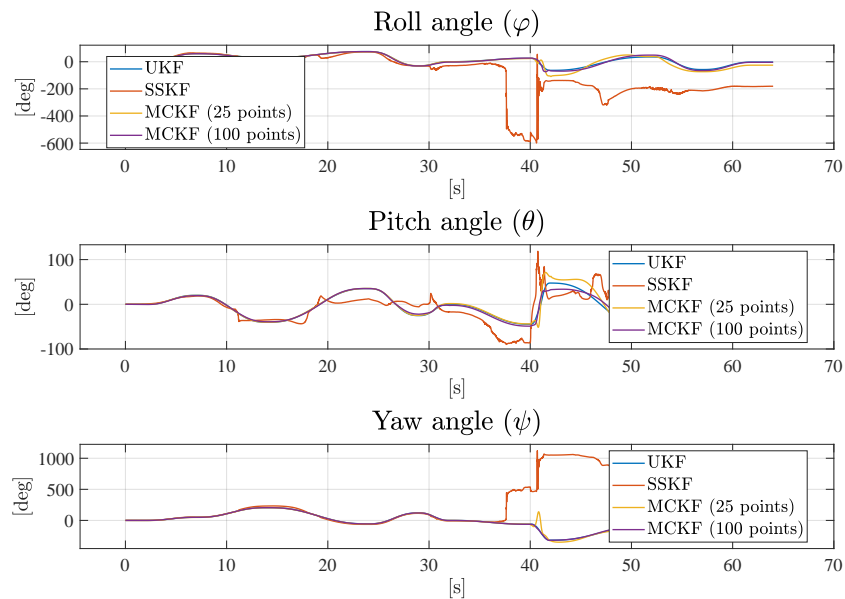 Roll angle (φ)
0
-200
-400
-600
[deg]
UKF
SSKF
MCKF (25 points)
MCKF (100 points)
0 10 20 30 40 50 60 70
[s]
Pitch angle (θ)
100
0
-100
[deg]
UKF
SSKF
MCKF (25 points)
MCKF (100 points)
0 10 20 30 40 50 60 70
[s]
Yaw angle (ψ)
1000
500
0
[deg]
UKF
SSKF
MCKF (25 points)
MCKF (100 points)
0 10 20 30 40 50 60 70
[s]